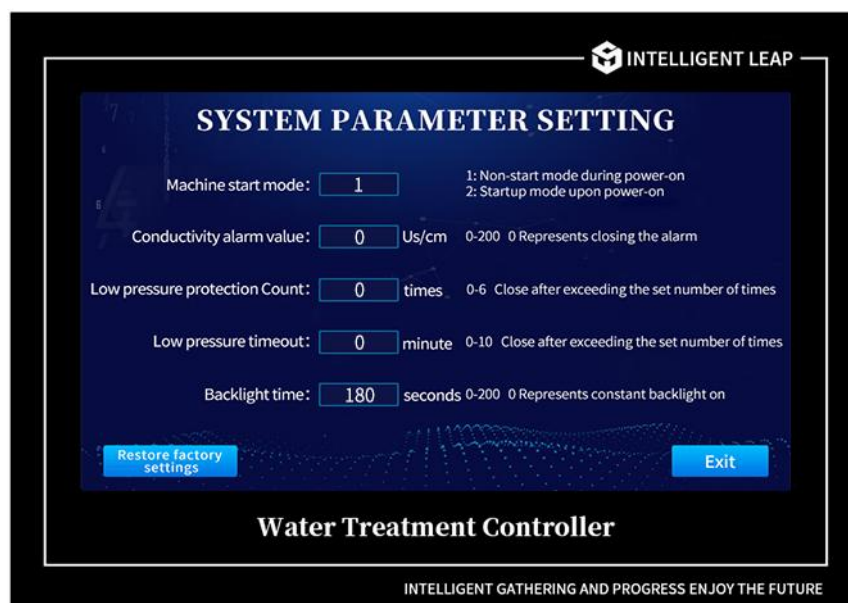 INTELLIGENT LEAP
SYSTEM PARAMETER SETTING
Machine start mode: 1 1: Non-start mode during power-on
2: Startup mode upon power-on
Conductivity alarm value: 0 Us/cm 0-200 0 Represents closing the alarm
Low pressure protection Count: 0 times 0-6 Close after exceeding the set number of times
Low pressure timeout: 0 minute 0-10 Close after exceeding the set number of times
Backlight time: 180 seconds 0-200 0 Represents constant backlight on
Restore factory
settings
Exit
Water Treatment Controller
INTELLIGENT GATHERING AND PROGRESS ENJOY THE FUTURE